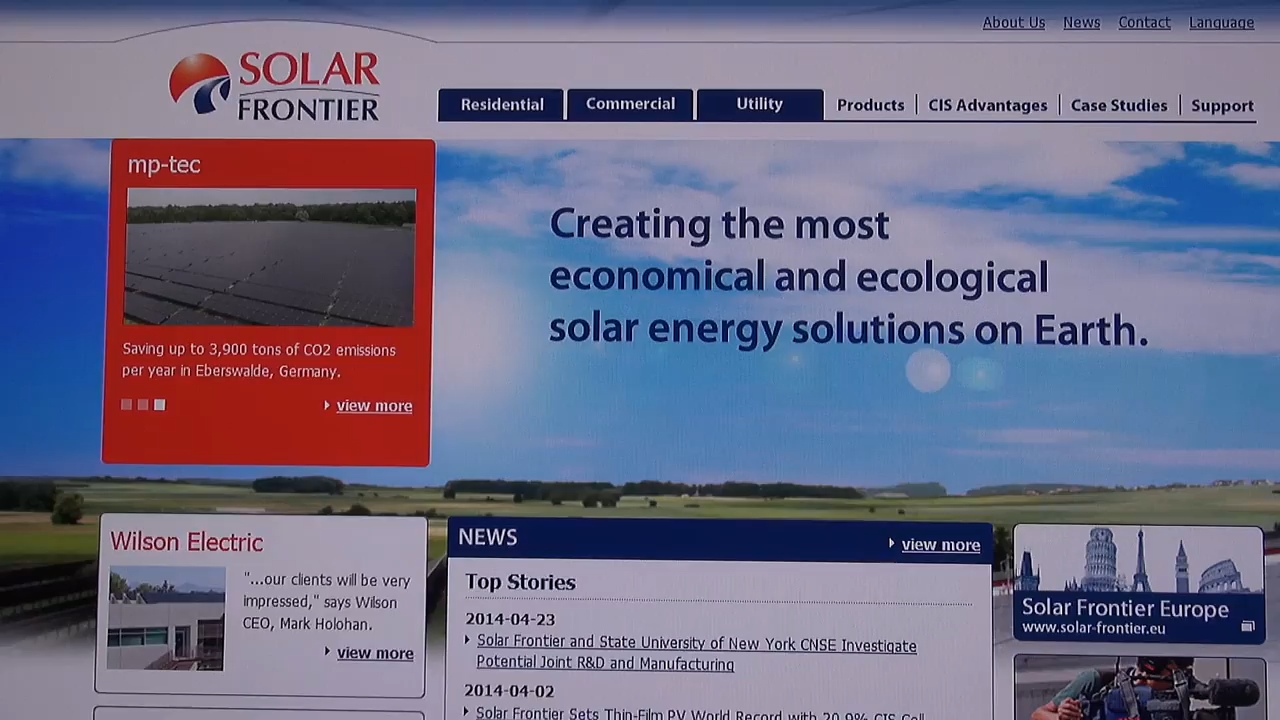 About Us News Contact Language
SOLAR
FRONTIER
Residential Commercial Utility Products CIS Advantages Case Studies Support
mp-tec
Saving up to 3,900 tons of CO2 emissions
per year in Eberswalde, Germany.
view more
Creating the most
economical and ecological
solar energy solutions on Earth.
Wilson Electric
"...our clients will be very
impressed," says Wilson
CEO, Mark Holohan.
view more
NEWS
view more
Top Stories
2014-04-23
Solar Frontier and State University of New York CNSE Investigate
Potential Joint R&D and Manufacturing
2014-04-02
Solar Frontier Sets Thin-Film PV World Record with 20.9% CIS Cell
Solar Frontier Europe
www.solar-frontier.eu